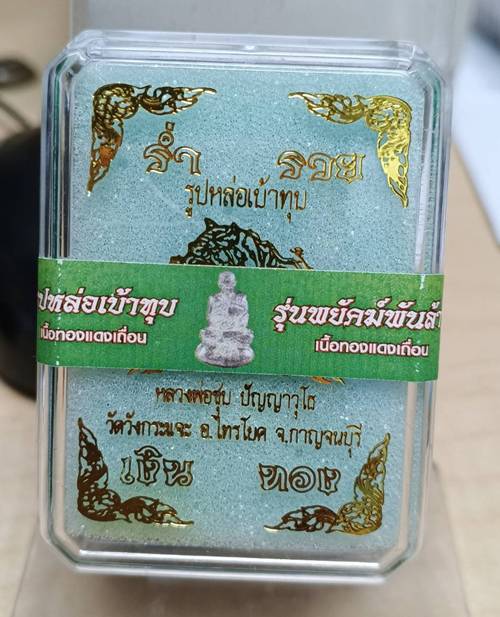 ร่ำ รวย
รูปหล่อเบ้าทุบ
ูปหล่อเบ้าทุบ รุ่นพยัคฆ์พันล้า
เนื้อทองแดงเถื่อน เนื้อทองแดงเถื่อน
หลวงพ่อชุบ ปัญญาวุโธ
วัดวังกระแจะ อ.ไทรโยค จ.กาญจนบุรี
เงิน ทอง